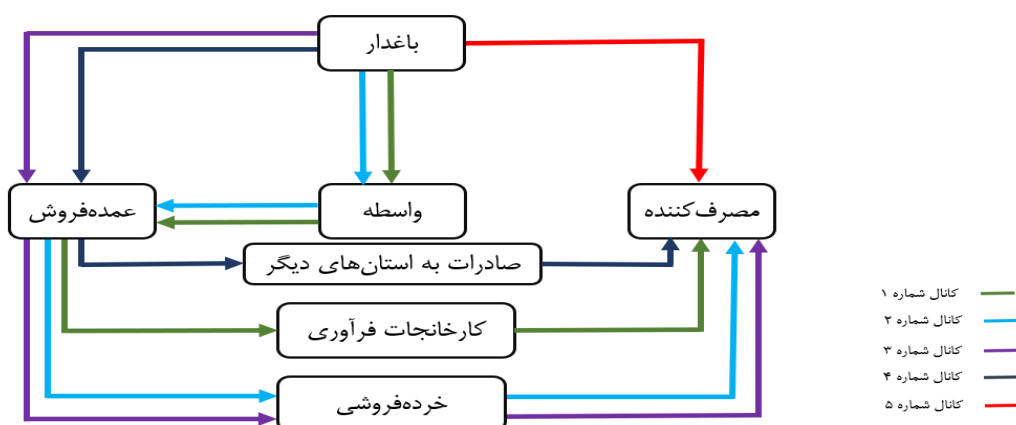 باغدار
عمده‌فروش
واسطه
مصرف‌کننده
صادرات به استان‌های دیگر
کارخانجات فرآوری
خرده‌فروشی
کانال شماره ۱
کانال شماره ۲
کانال شماره ۳
کانال شماره ۴
کانال شماره ۵